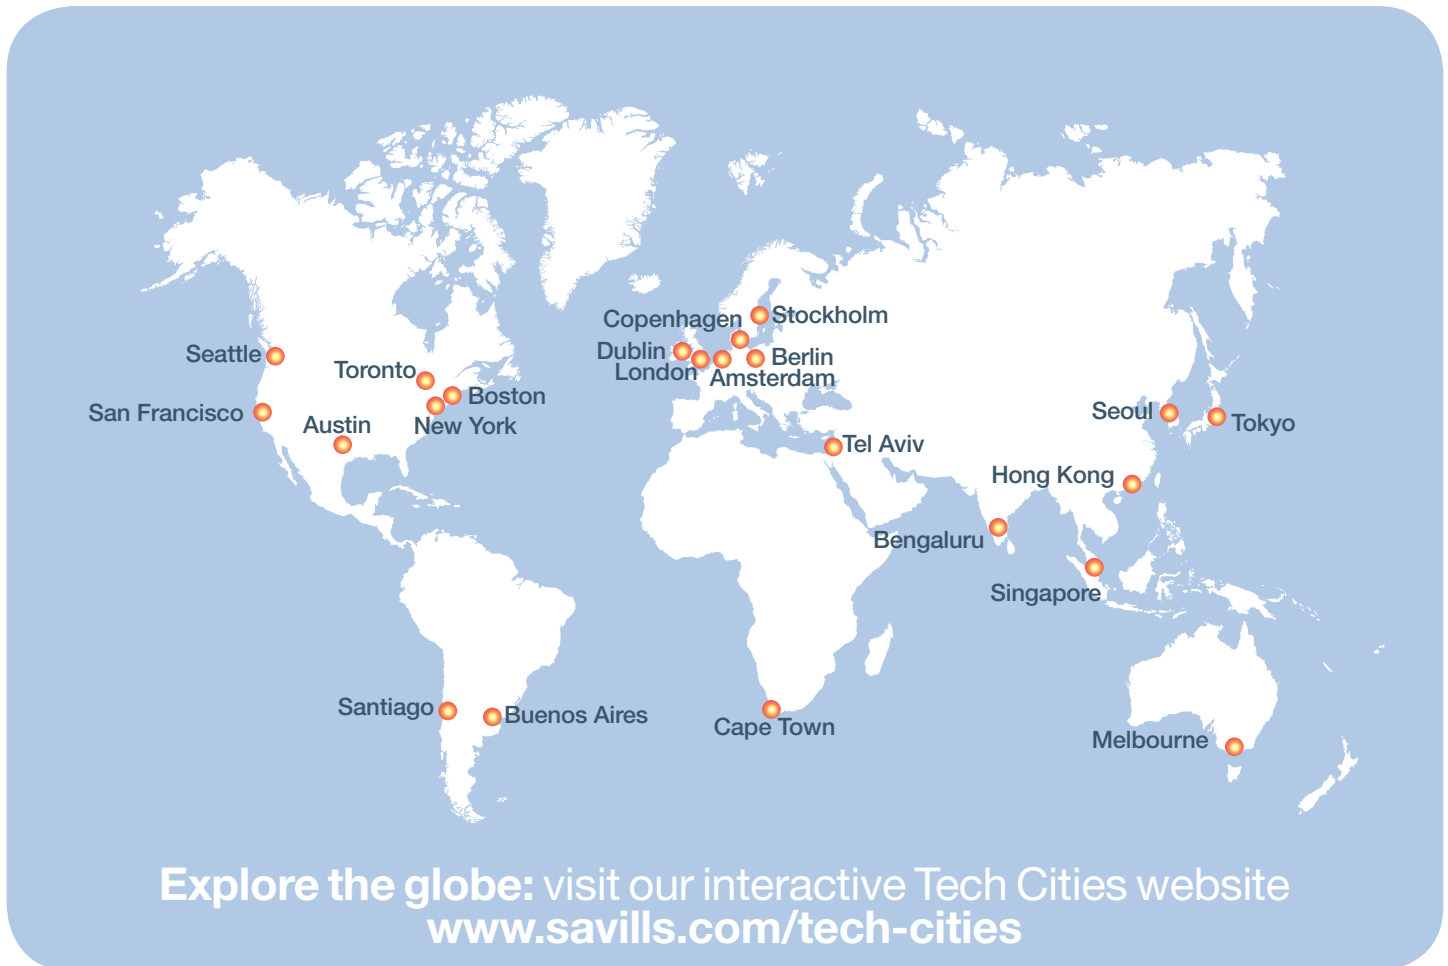 Copenhagen
Stockholm
Dublin
Berlin
London
Amsterdam
Seattle
Toronto
Boston
San Francisco
Austin
New York
Seoul
Tokyo
Tel Aviv
Hong Kong
Bengaluru
Singapore
Santiago
Buenos Aires
Cape Town
Melbourne
Explore the globe: visit our interactive Tech Cities website
www.savills.com/tech-cities